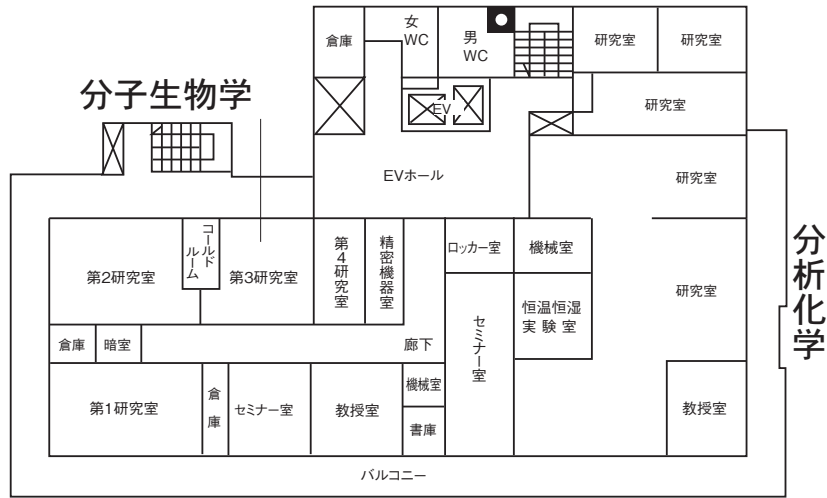 倉庫
女
WC
男
WC
研究室
研究室
分子生物学
EV
研究室
EVホール
研究室
コールド
ルーム
第2研究室
第3研究室
第4研究室
精密機器室
ロッカー室
機械室
分析化学
研究室
恒温恒湿
実験室
セミナー室
倉庫
暗室
廊下
第1研究室
倉庫
セミナー室
教授室
機械室
書庫
教授室
バルコニー